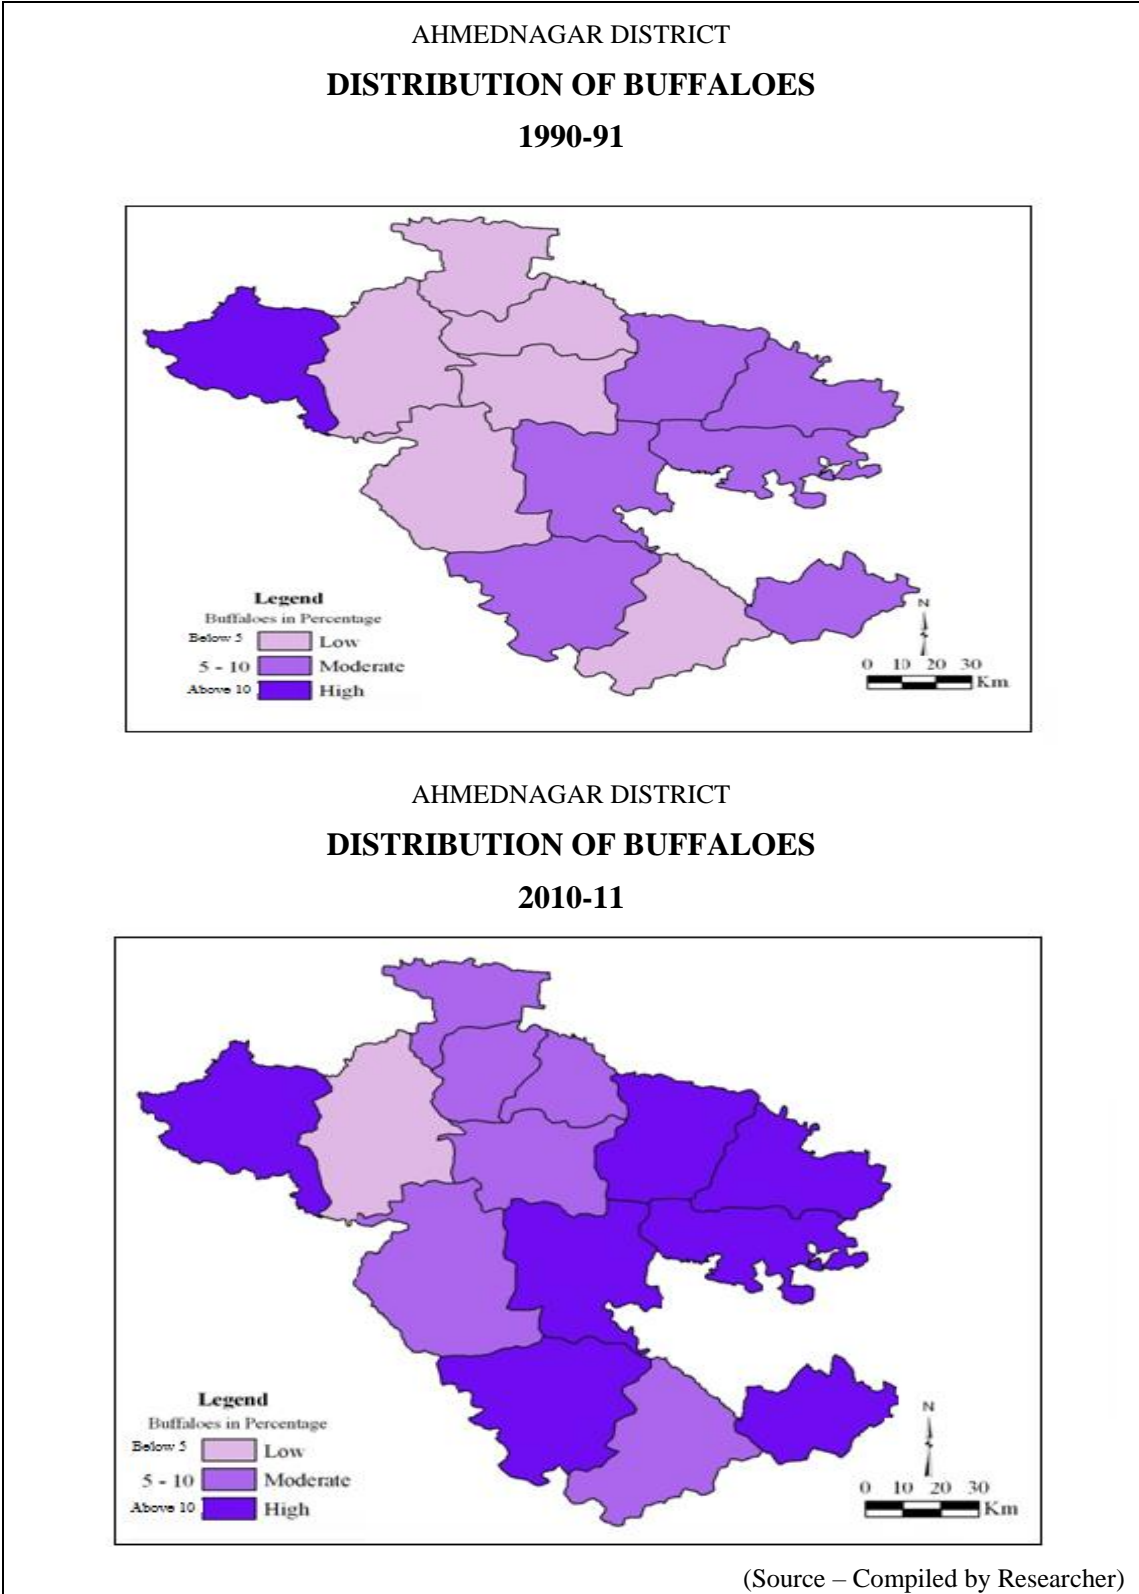 AHMEDNAGAR DISTRICT
DISTRIBUTION OF BUFFALOES
1990-91
Legend
Buffaloes in Percentage
Below 5 Low
5 - 10 Moderate
Above 10 High
N
0 10 20 30
Km
AHMEDNAGAR DISTRICT
DISTRIBUTION OF BUFFALOES
2010-11
Legend
Buffaloes in Percentage
Below 5 Low
5 - 10 Moderate
Above 10 High
N
0 10 20 30
Km
(Source – Compiled by Researcher)